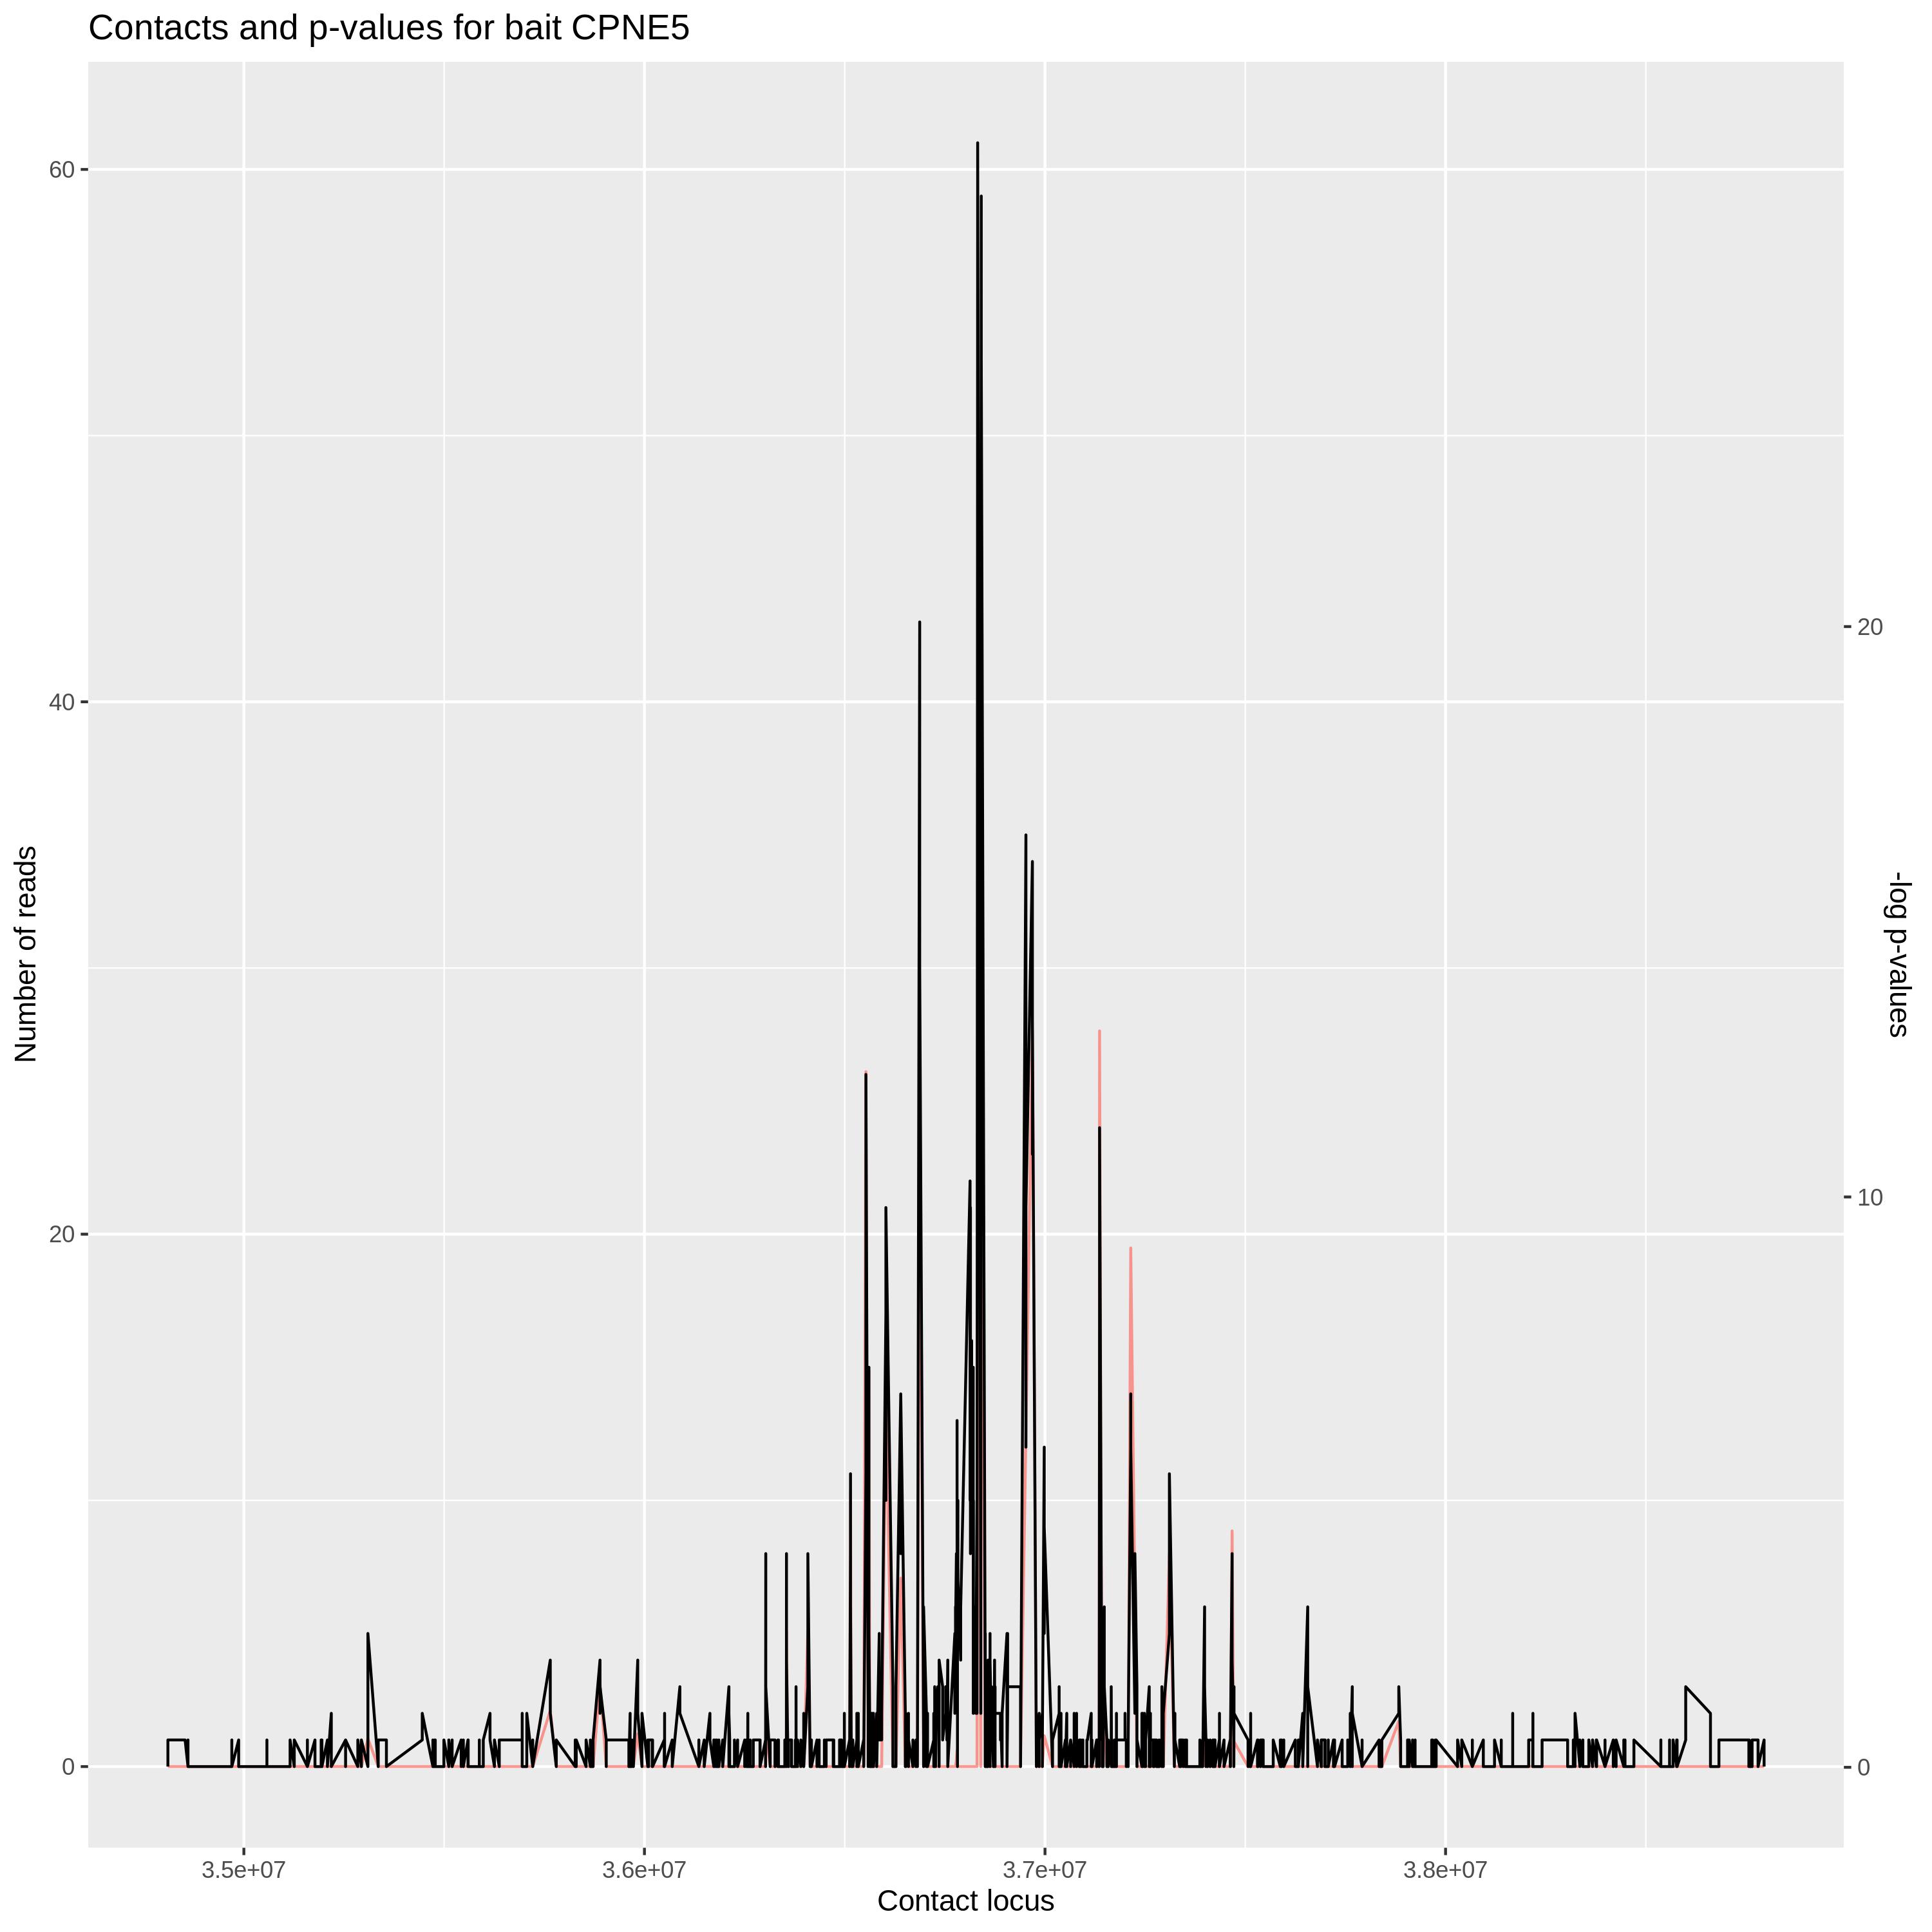 Contacts and p-values for bait CPNE5
60
40
20
0
Number of reads
20
10
0
-log p-values
3.5e+07 3.6e+07 3.7e+07 3.8e+07
Contact locus